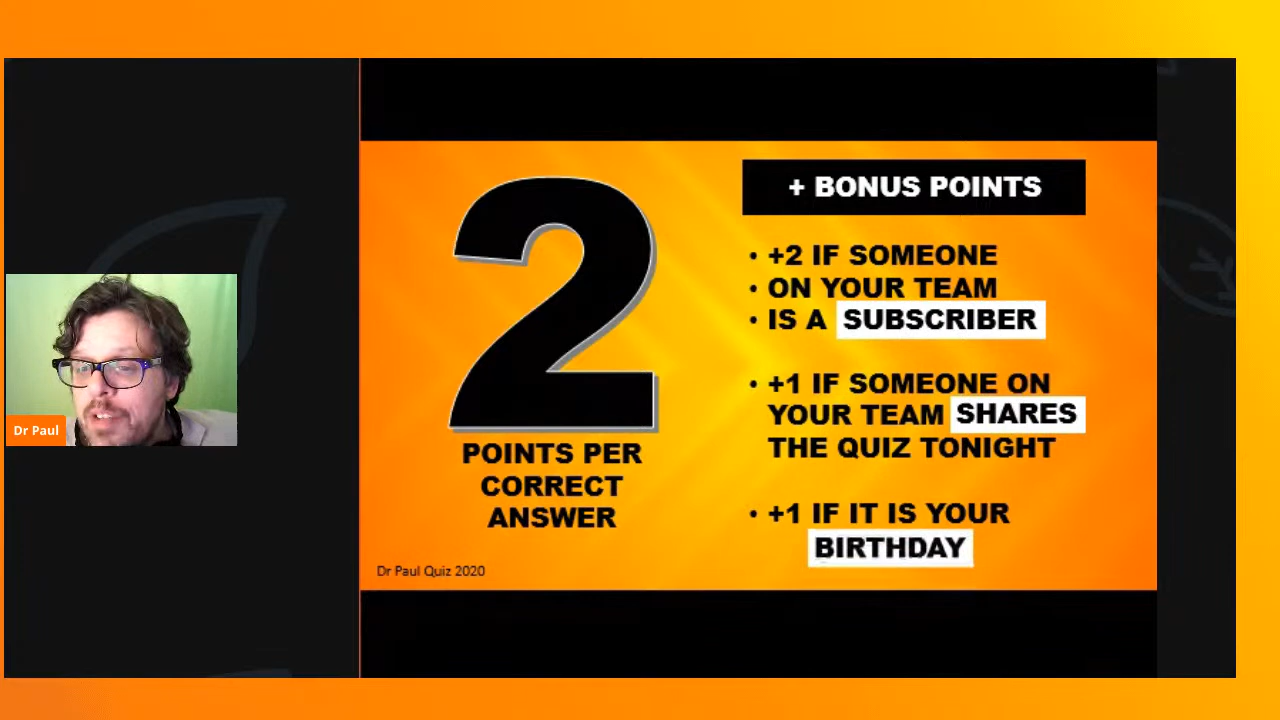 Dr Paul
2
POINTS PER
CORRECT
ANSWER
Dr Paul Quiz 2020
+ BONUS POINTS
• +2 IF SOMEONE
• ON YOUR TEAM
• IS A SUBSCRIBER
• +1 IF SOMEONE ON
YOUR TEAM SHARES
THE QUIZ TONIGHT
• +1 IF IT IS YOUR
BIRTHDAY